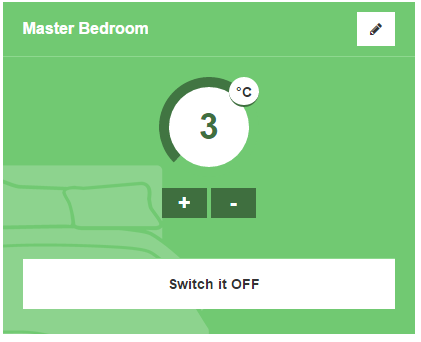 Master Bedroom
°C
3
+ -
Switch it OFF